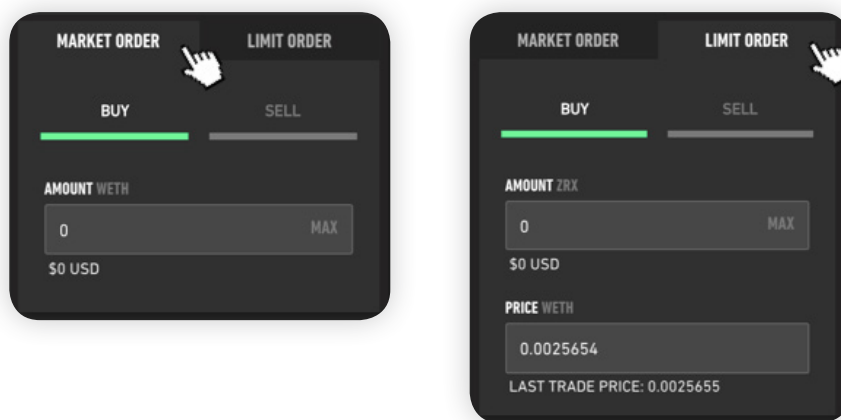 MARKET ORDER LIMIT ORDER
BUY SELL
AMOUNT WETH
0 MAX
$0 USD
MARKET ORDER LIMIT ORDER
BUY SELL
AMOUNT ZRX
0 MAX
$0 USD
PRICE WETH
0.0025654
LAST TRADE PRICE: 0.0025655